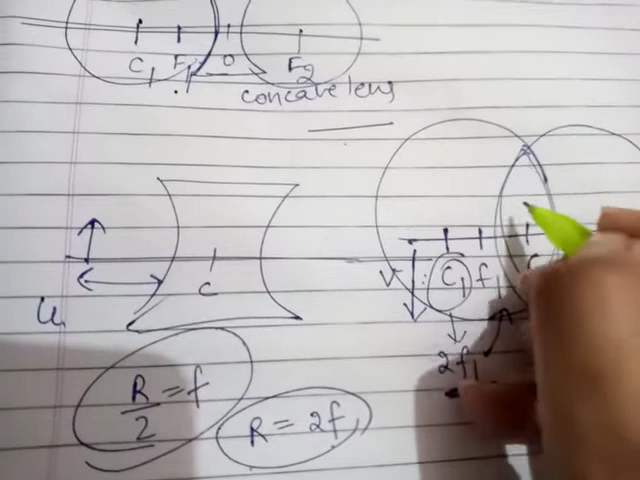 C1 F1 O F2
concave lens
C
u
v C1 f1
2f1
R/2 = f
R = 2f